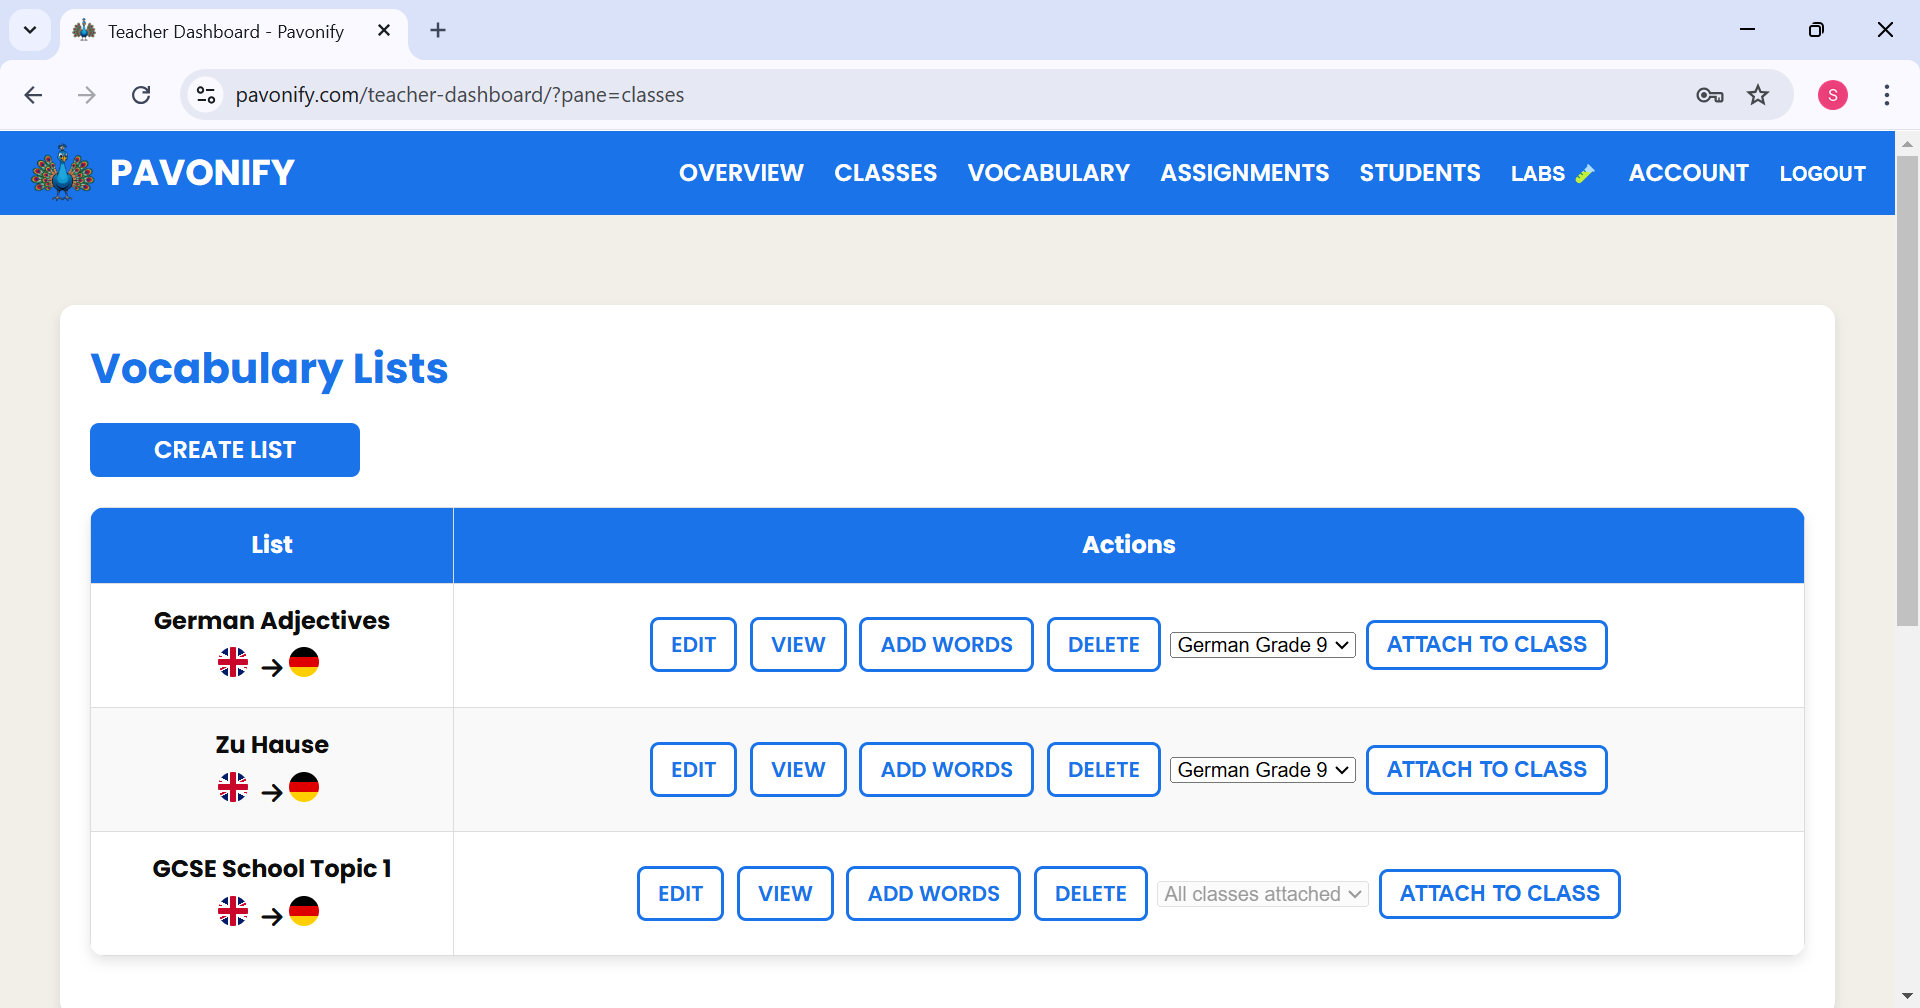 Teacher Dashboard - Pavonify
pavonify.com/teacher-dashboard/?pane=classes
S
PAVONIFY
OVERVIEW CLASSES VOCABULARY ASSIGNMENTS STUDENTS LABS ACCOUNT LOGOUT
Vocabulary Lists
CREATE LIST
List Actions
German Adjectives
EDIT VIEW ADD WORDS DELETE German Grade 9 ATTACH TO CLASS
Zu Hause
EDIT VIEW ADD WORDS DELETE German Grade 9 ATTACH TO CLASS
GCSE School Topic 1
EDIT VIEW ADD WORDS DELETE All classes attached ATTACH TO CLASS